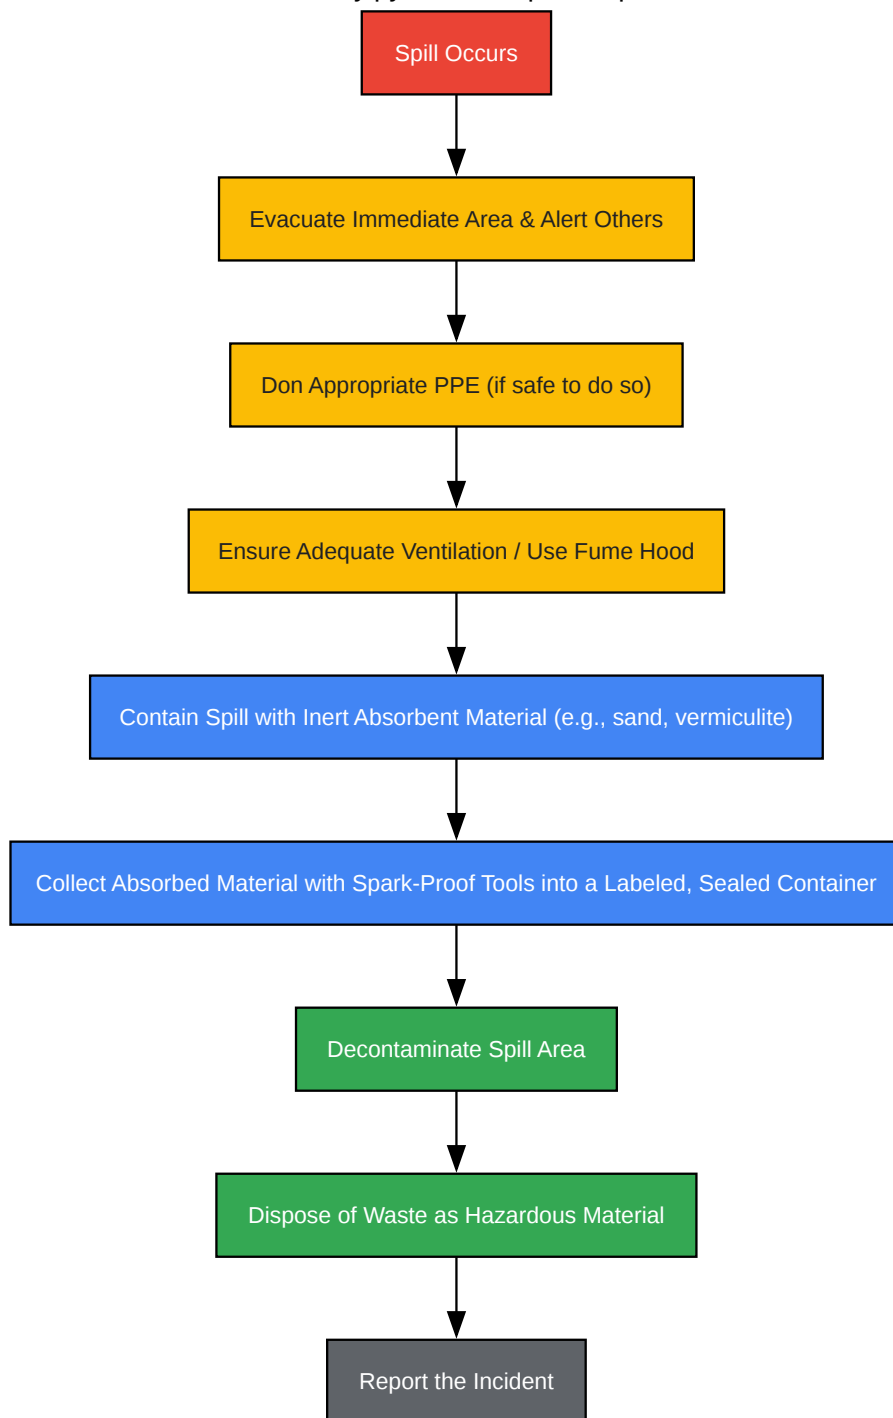 Spill Occurs
Evacuate Immediate Area & Alert Others
Don Appropriate PPE (if safe to do so)
Ensure Adequate Ventilation / Use Fume Hood
Contain Spill with Inert Absorbent Material (e.g., sand, vermiculite)
Collect Absorbed Material with Spark-Proof Tools into a Labeled, Sealed Container
Decontaminate Spill Area
Dispose of Waste as Hazardous Material
Report the Incident